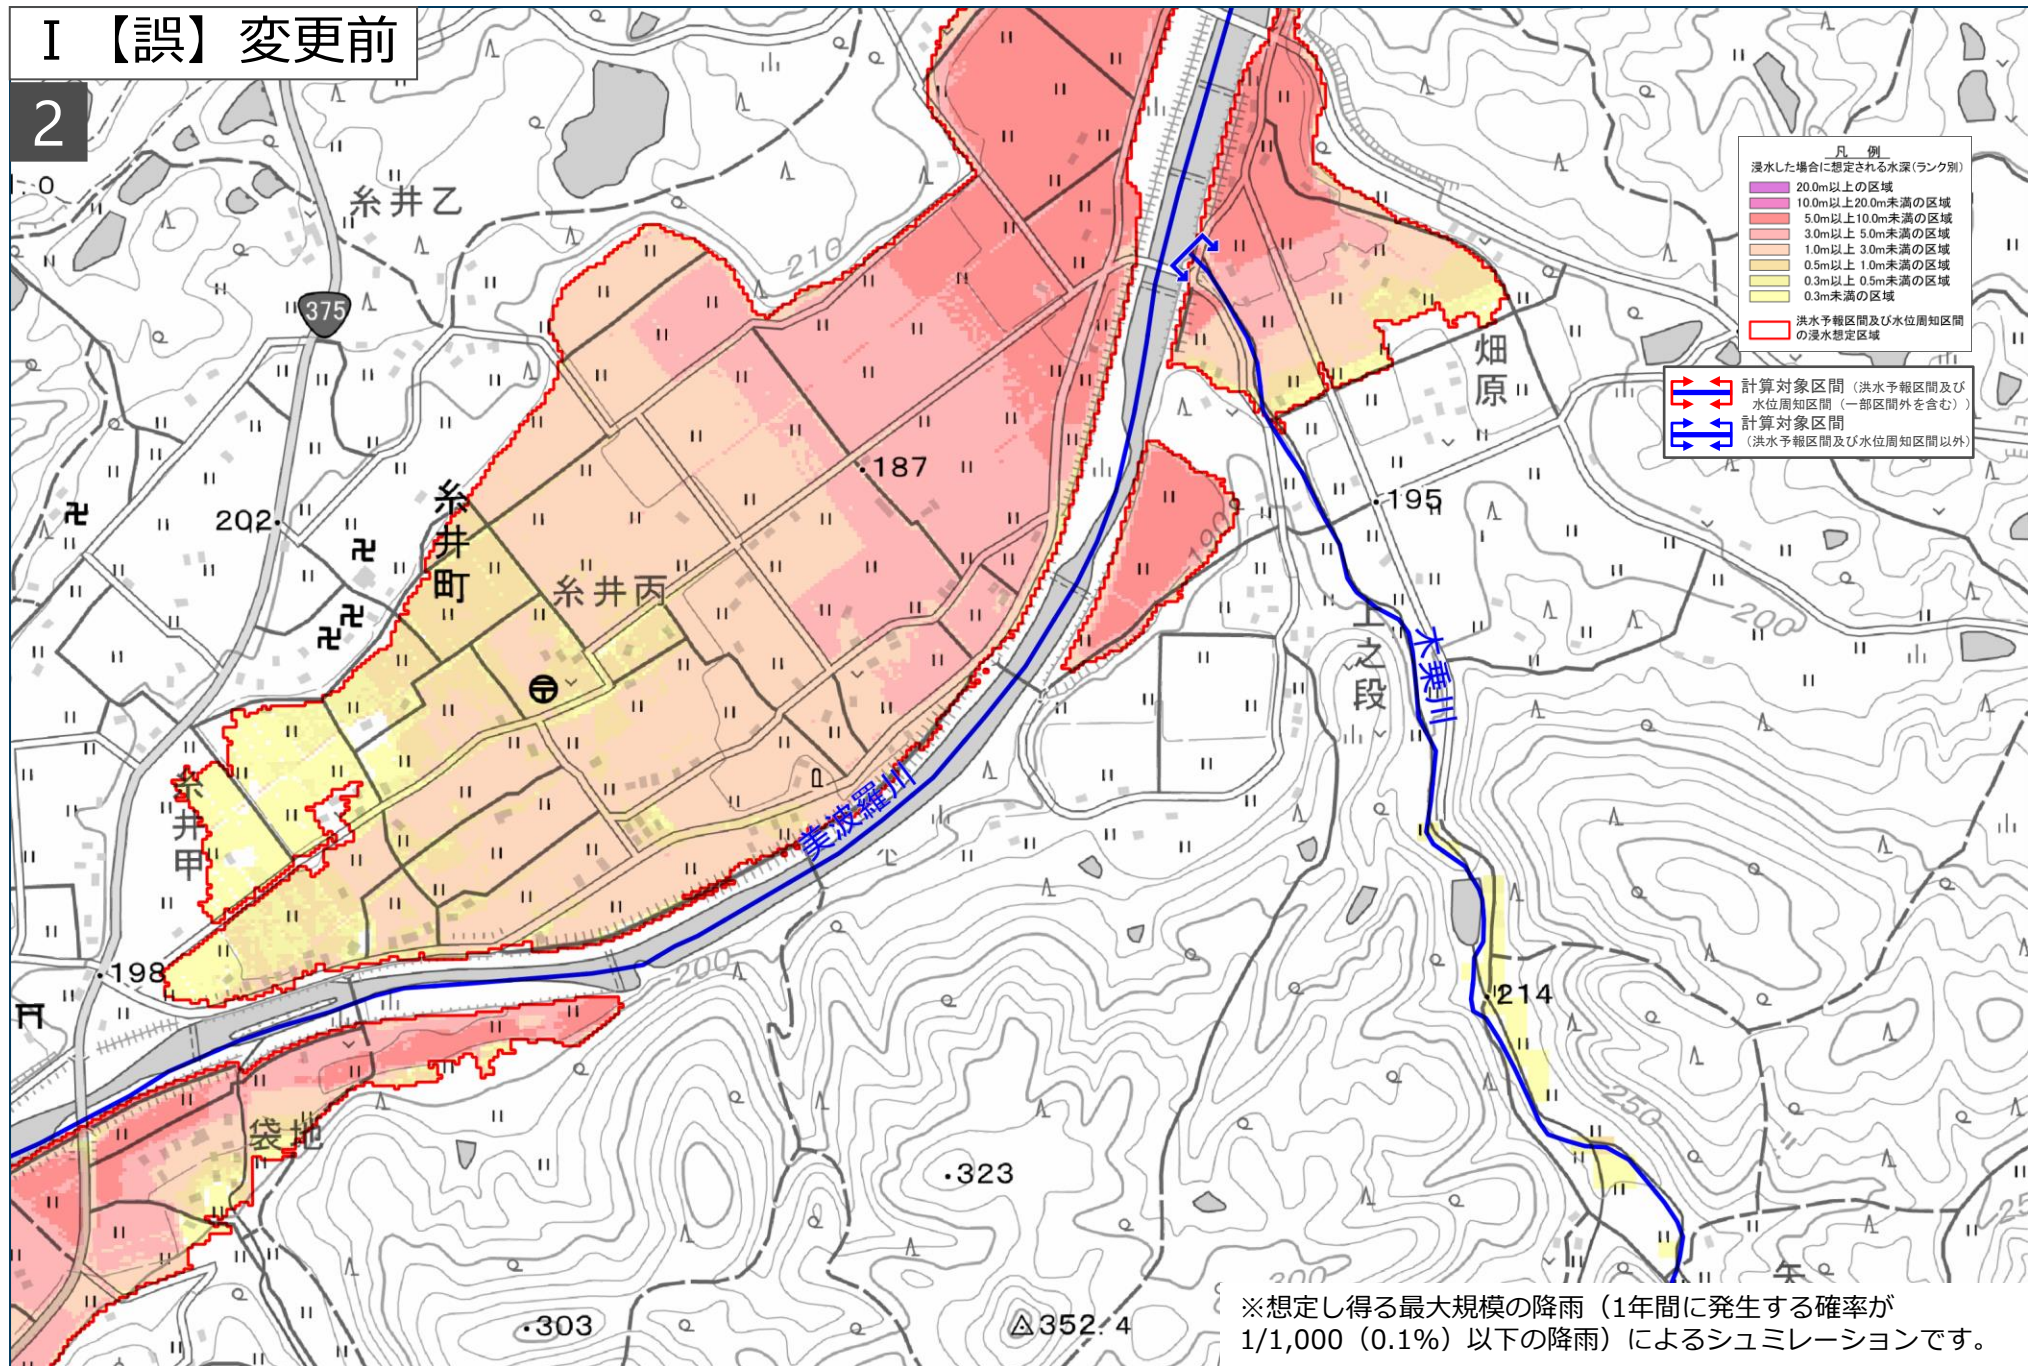 Ⅰ 【誤】変更前
2
糸井乙
375
210
凡 例
浸水した場合に想定される水深(ランク別)
20.0m以上の区域
10.0m以上20.0m未満の区域
5.0m以上10.0m未満の区域
3.0m以上 5.0m未満の区域
1.0m以上 3.0m未満の区域
0.5m以上 1.0m未満の区域
0.3m以上 0.5m未満の区域
0.3m未満の区域
洪水予報区間及び水位周知区間
の浸水想定区域
計算対象区間(洪水予報区間及び
水位周知区間(一部区間外を含む))
計算対象区間
(洪水予報区間及び水位周知区間以外)
畑原
187
195
202
糸井町
190
糸井丙
200
上之段
木乗川
糸井甲
美波羅川
198
200
214
250
袋地
323
303
352.4
300
※想定し得る最大規模の降雨(1年間に発生する確率が
1/1,000(0.1%)以下の降雨)によるシュミレーションです。